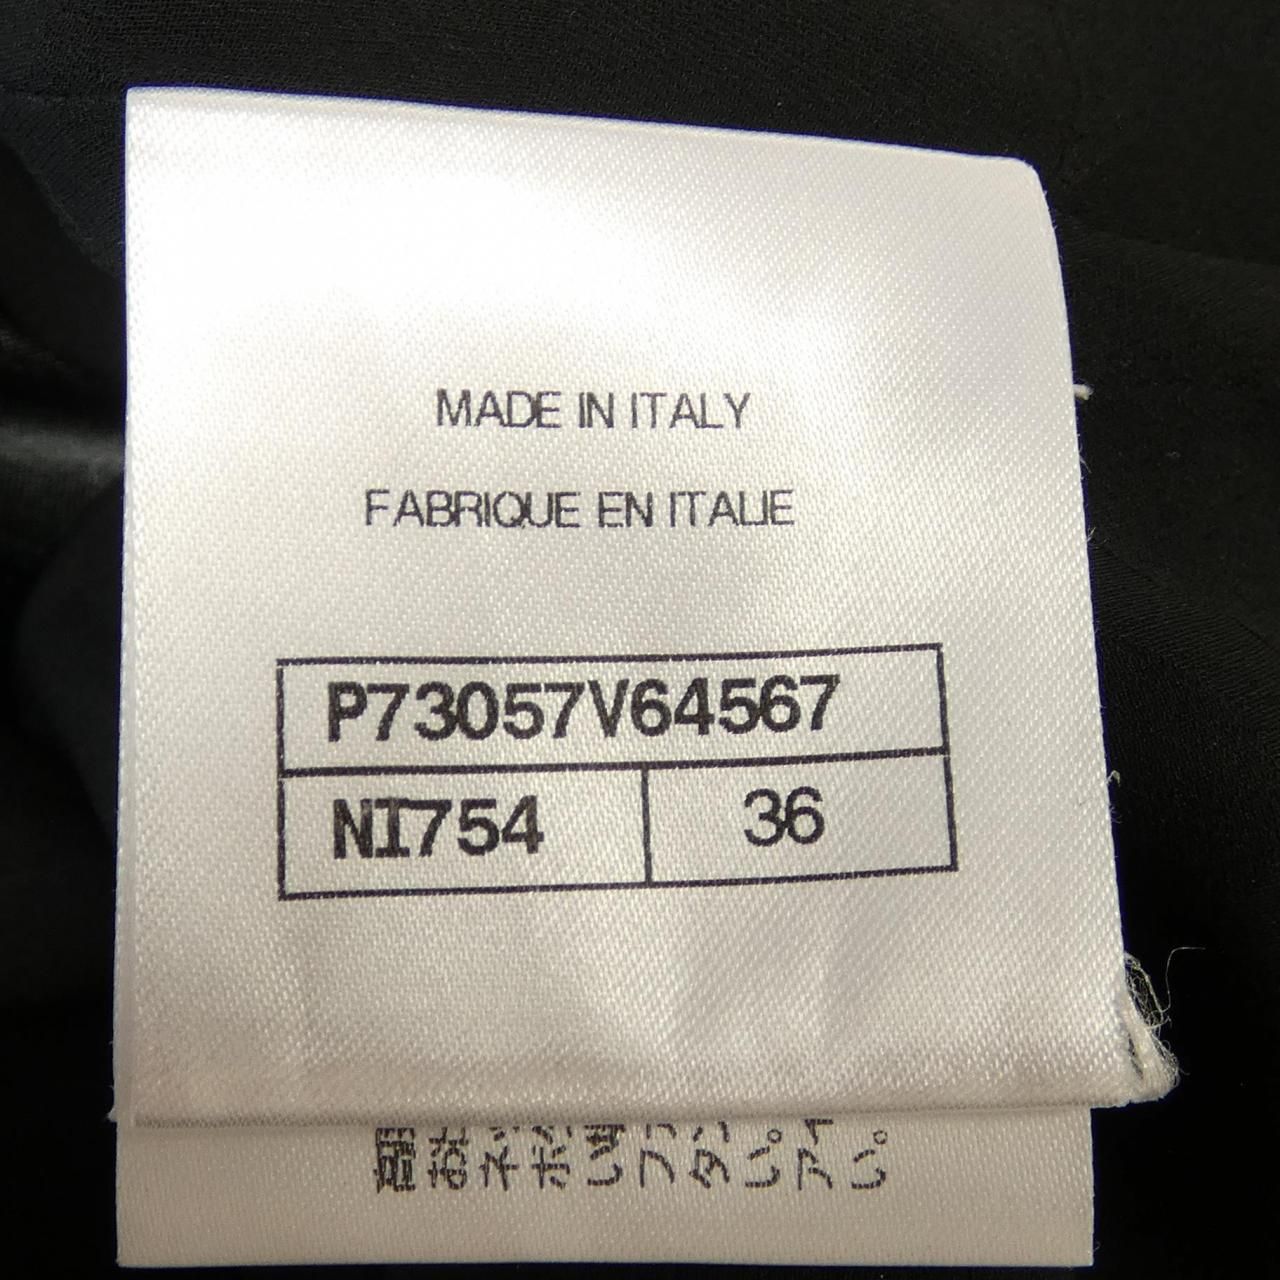 MADE IN ITALY
FABRIQUE EN ITALIE
P73057V64567
NI754 36